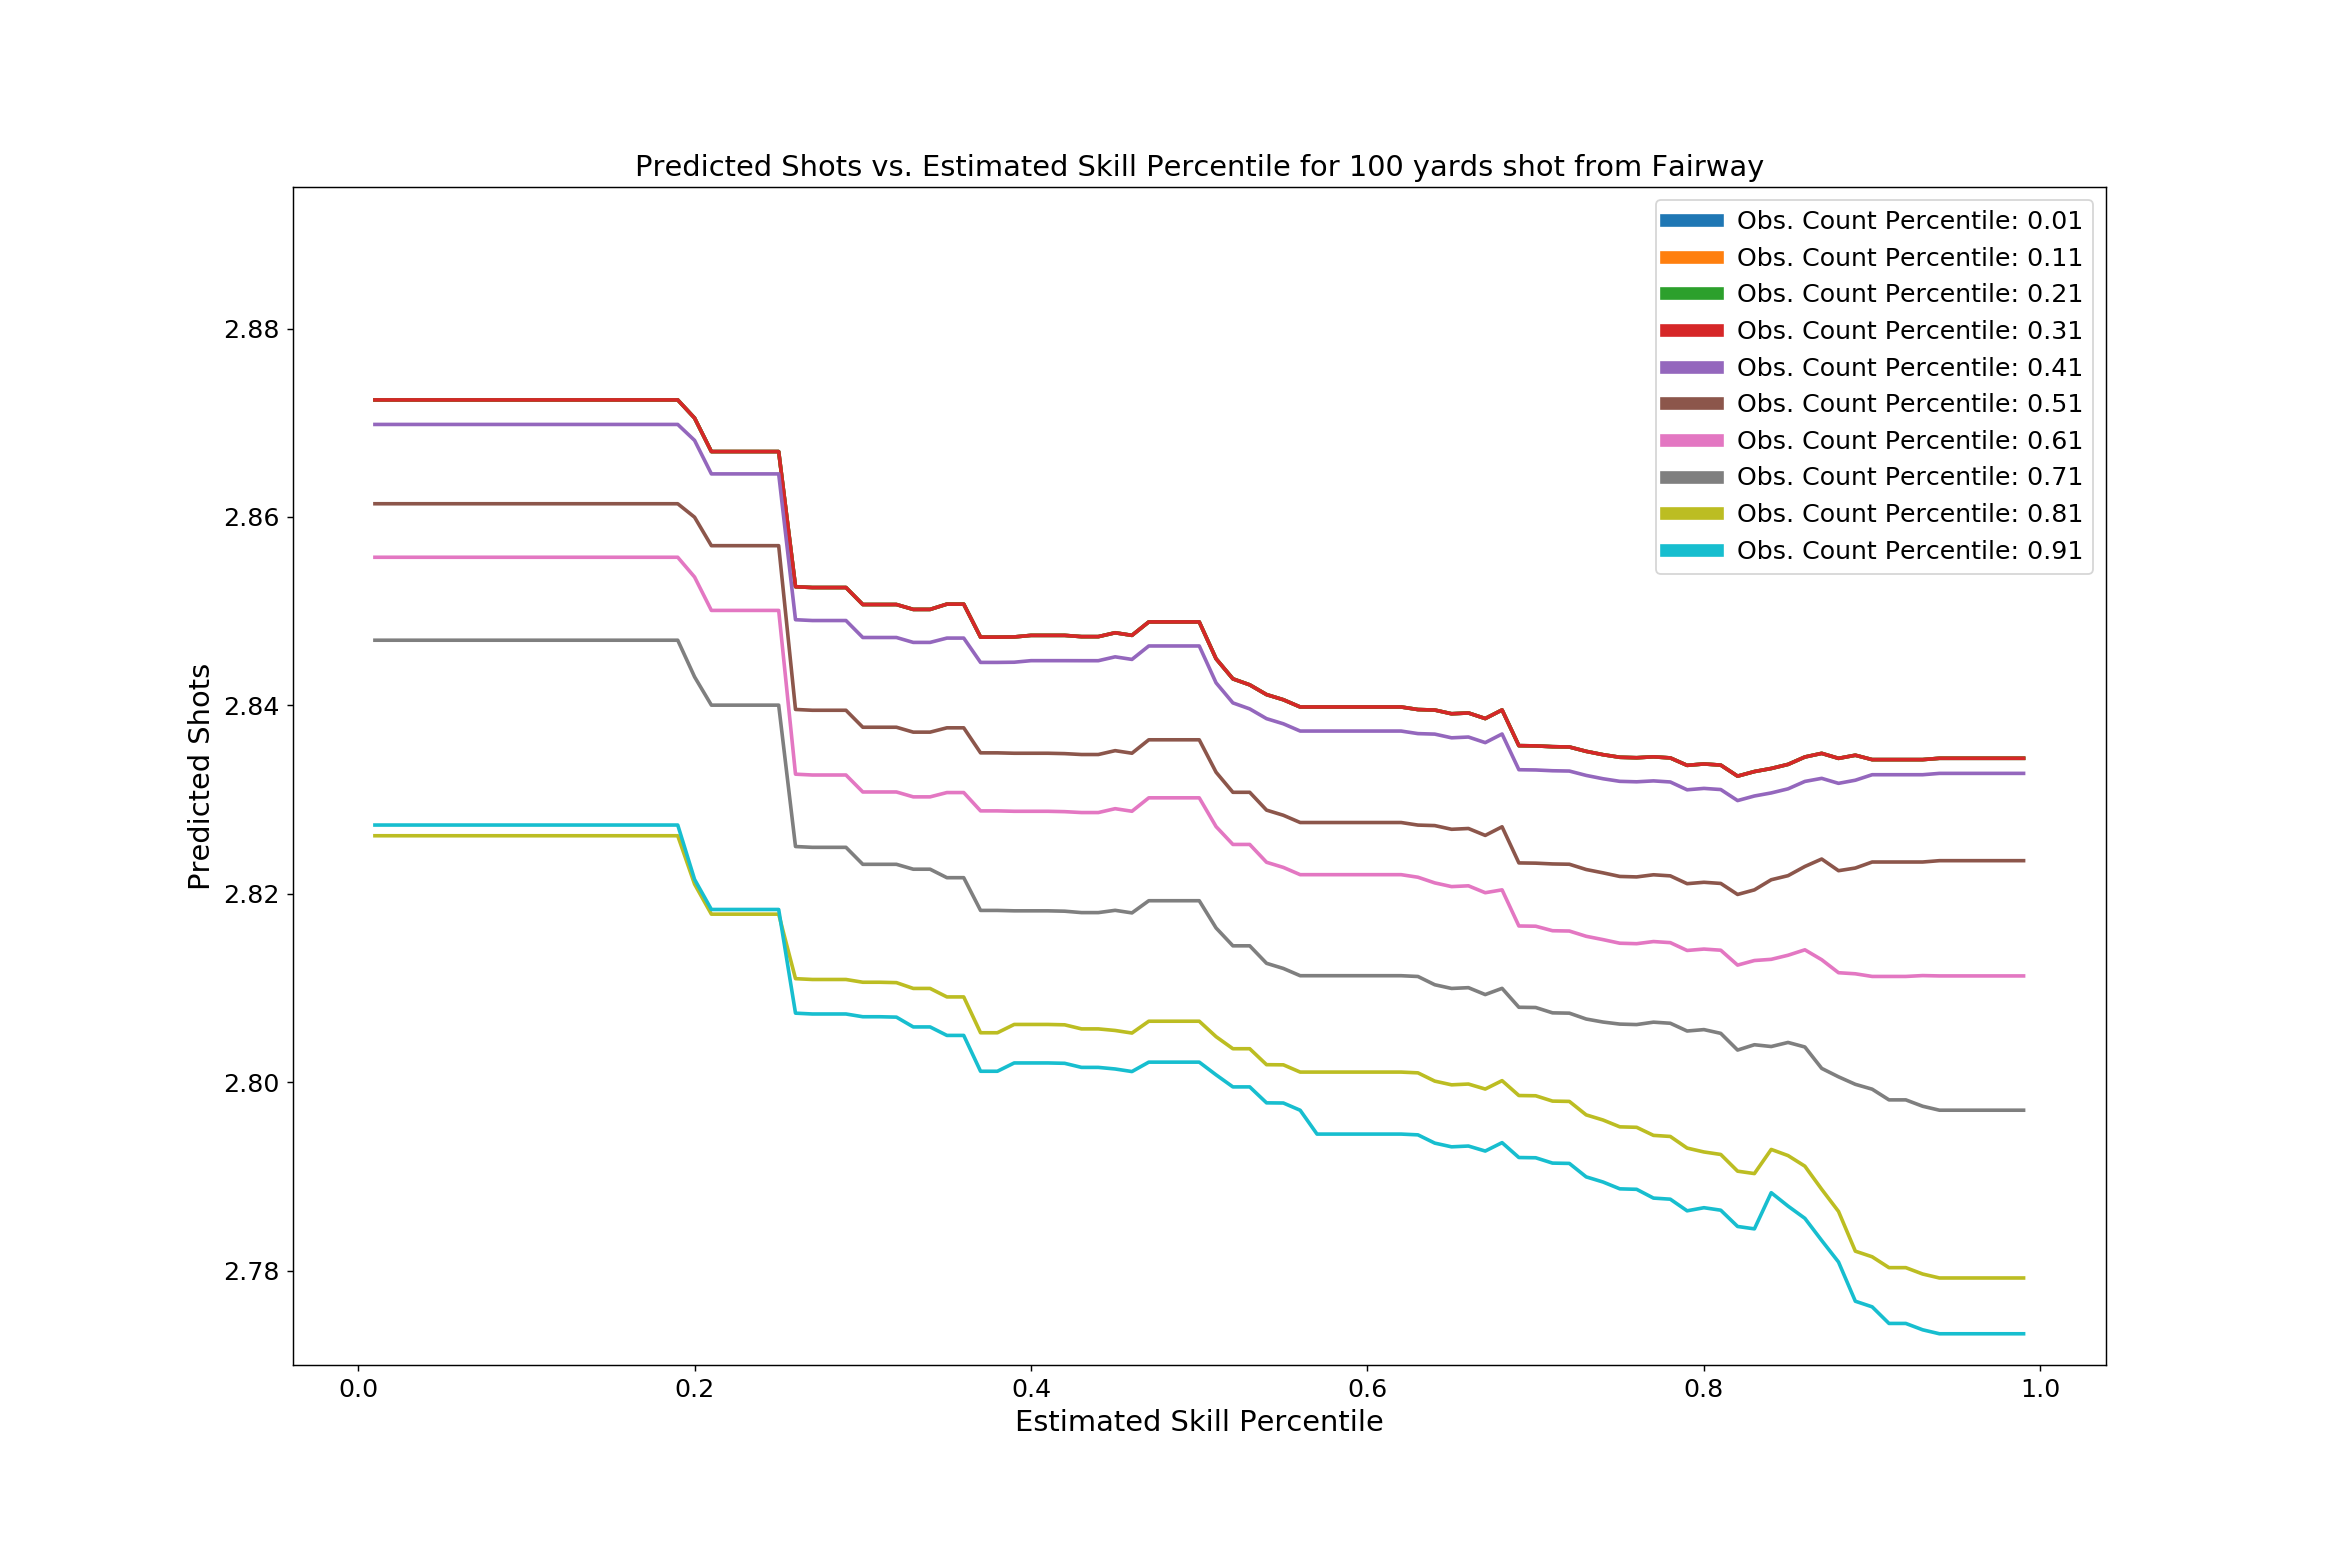 Predicted Shots vs. Estimated Skill Percentile for 100 yards shot from Fairway
Obs. Count Percentile: 0.01
Obs. Count Percentile: 0.11
Obs. Count Percentile: 0.21
Obs. Count Percentile: 0.31
Obs. Count Percentile: 0.41
Obs. Count Percentile: 0.51
Obs. Count Percentile: 0.61
Obs. Count Percentile: 0.71
Obs. Count Percentile: 0.81
Obs. Count Percentile: 0.91
Predicted Shots
2.88
2.86
2.84
2.82
2.80
2.78
0.0 0.2 0.4 0.6 0.8 1.0
Estimated Skill Percentile